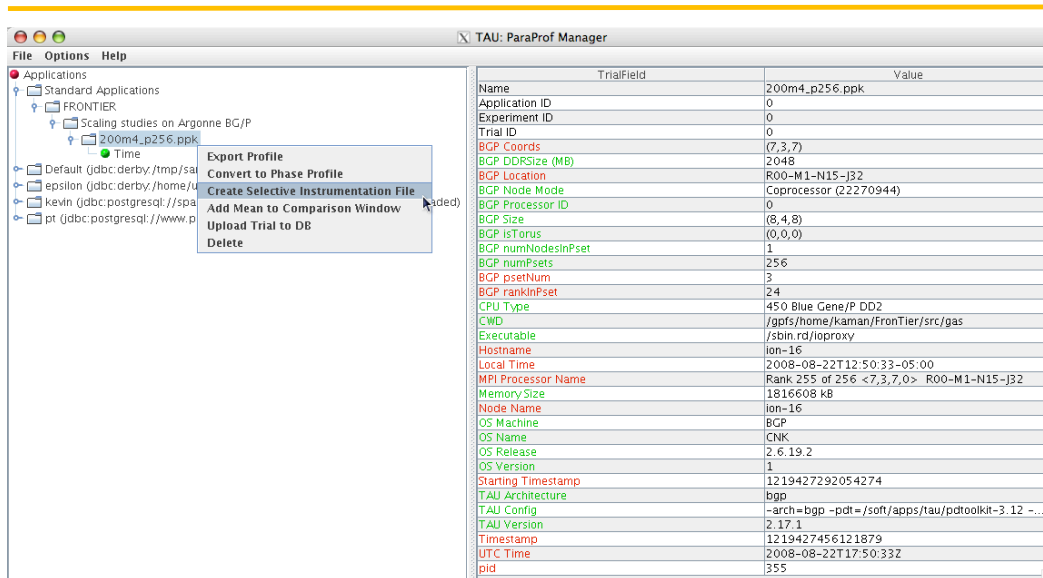 TAU: ParaProf Manager
File Options Help
Applications
Standard Applications
FRONTIER
Scaling studies on Argonne BG/P
200m4_p256.ppk
Time
Default (jdbc:derby:/tmp/sa
epsilon (jdbc:derby:/home/u
kevin (jdbc:postgresql://spa aded)
pt (jdbc:postgresql://www.p
Export Profile
Convert to Phase Profile
Create Selective Instrumentation File
Add Mean to Comparison Window
Upload Trial to DB
Delete
TrialField Value
Name 200m4_p256.ppk
Application ID 0
Experiment ID 0
Trial ID 0
BGP Coords (7,3,7)
BGP DDRSize (MB) 2048
BGP Location R00-M1-N15-J32
BGP Node Mode Coprocessor (22270944)
BGP Processor ID 0
BGP Size (8,4,8)
BGP isTorus (0,0,0)
BGP numNodesInPset 1
BGP numPsets 256
BGP psetNum 3
BGP rankInPset 24
CPU Type 450 Blue Gene/P DD2
CWD /gpfs/home/kaman/FronTier/src/gas
Executable /sbin.rd/ioproxy
Hostname ion-16
Local Time 2008-08-22T12:50:33-05:00
MPI Processor Name Rank 255 of 256 <7,3,7,0> R00-M1-N15-J32
Memory Size 1816608 kB
Node Name ion-16
OS Machine BGP
OS Name CNK
OS Release 2.6.19.2
OS Version 1
Starting Timestamp 1219427292054274
TAU Architecture bgp
TAU Config -arch=bgp -pdt=/soft/apps/tau/pdtoolkit-3.12 -...
TAU Version 2.17.1
Timestamp 1219427456121879
UTC Time 2008-08-22T17:50:33Z
pid 355